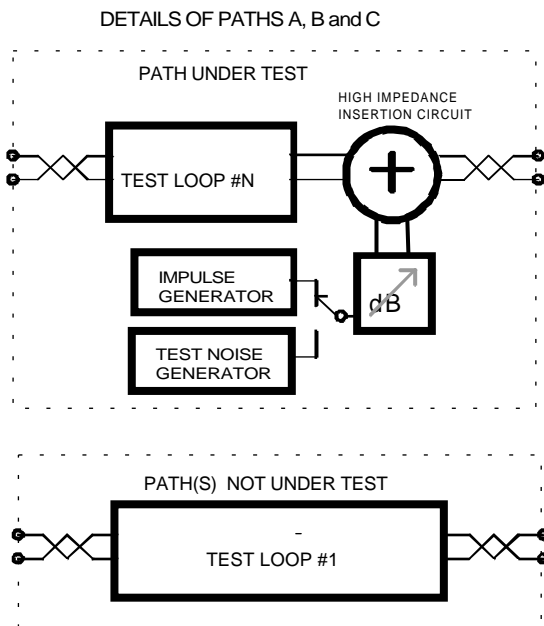 DETAILS OF PATHS A, B and C
PATH UNDER TEST
HIGH IMPEDANCE
INSERTION CIRCUIT
TEST LOOP #N
+
IMPULSE
GENERATOR
dB
TEST NOISE
GENERATOR
PATH(S) NOT UNDER TEST
-
TEST LOOP #1